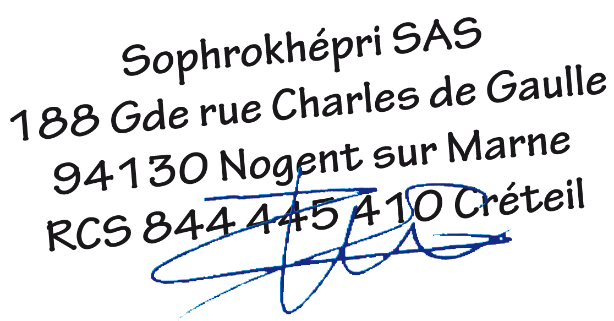 Sophrokhépri SAS
188 Gde rue Charles de Gaulle
94130 Nogent sur Marne
RCS 844 445 410 Créteil